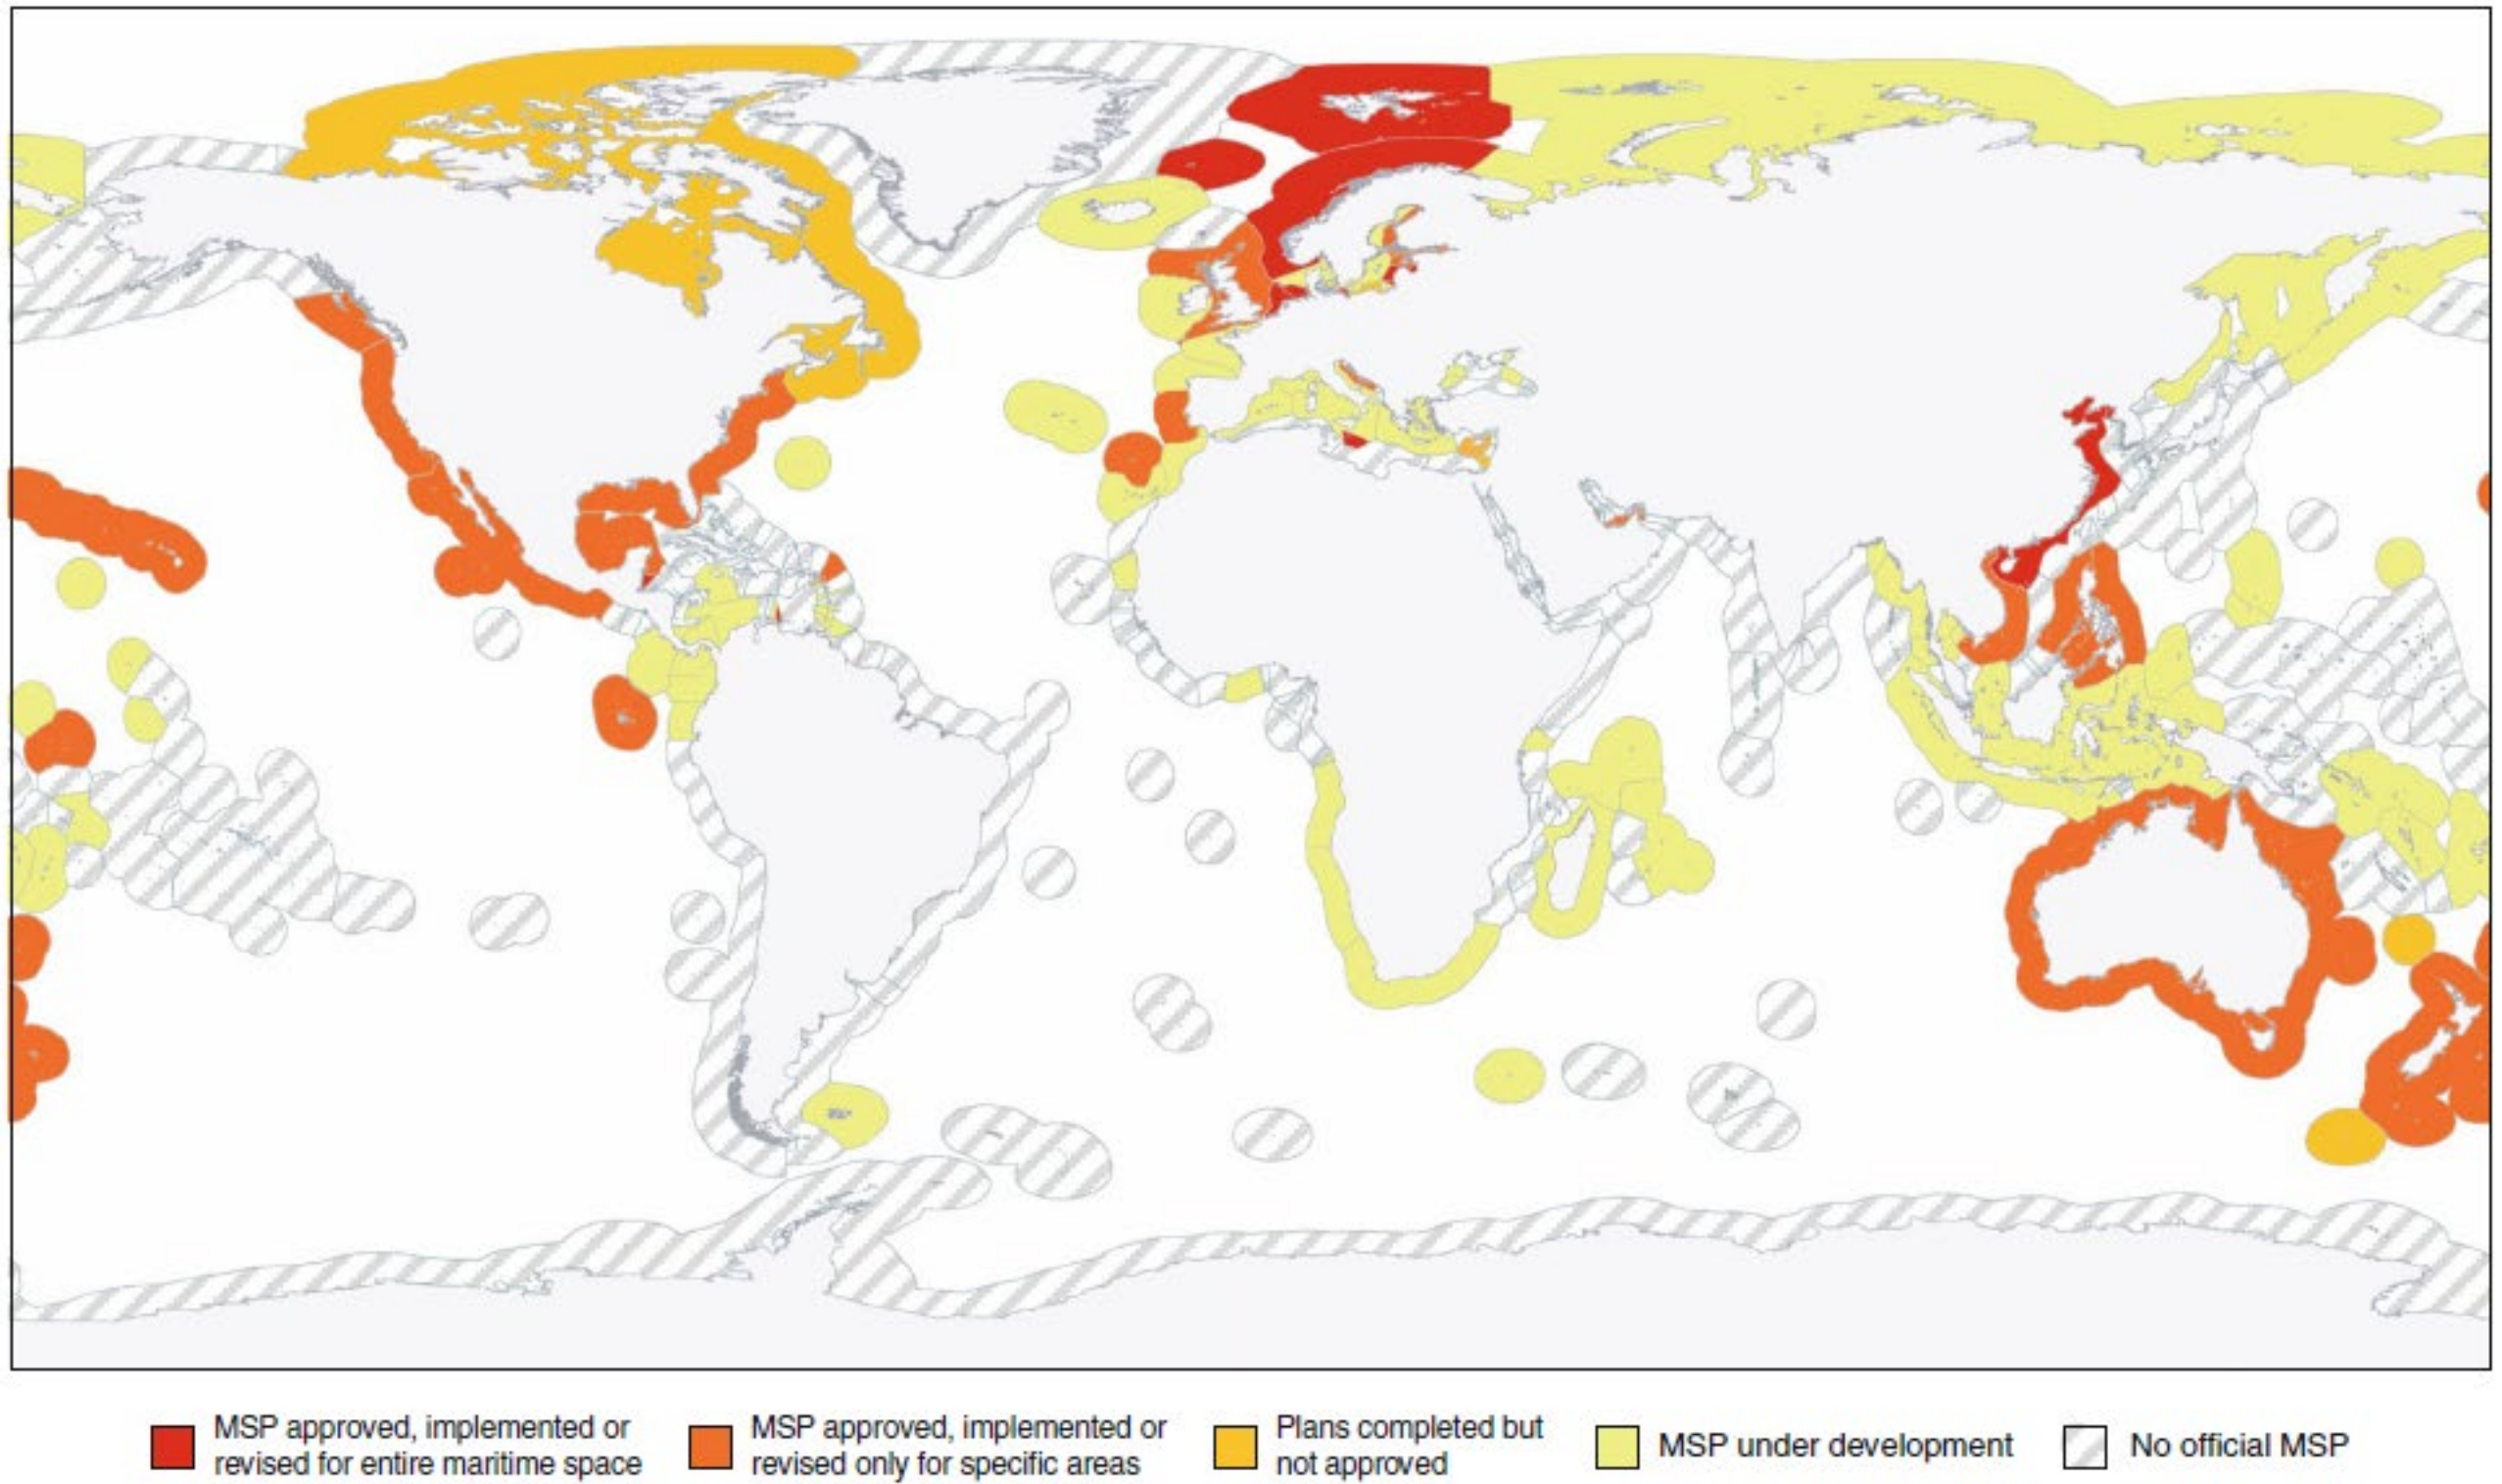 MSP approved, implemented or
revised for entire maritime space
MSP approved, implemented or
revised only for specific areas
Plans completed but
not approved
MSP under development
No official MSP